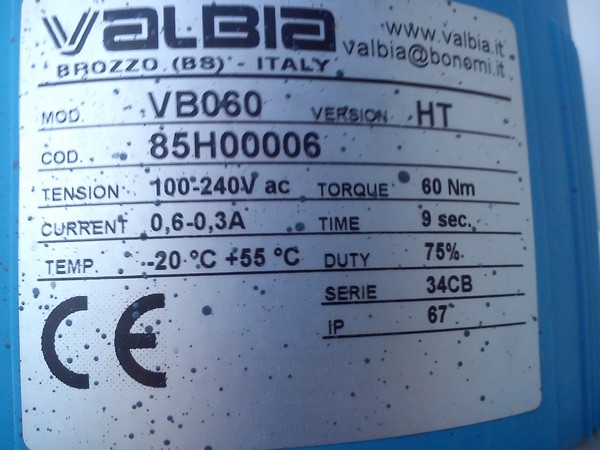 VALBIA
www.valbia.it
BROZZO (BS) - ITALY
valbia@bonomi.it
MOD. VB060 VERSION HT
COD. 85H00006
TENSION 100-240V ac TORQUE 60 Nm
CURRENT 0,6-0,3A TIME 9 sec.
TEMP. -20 °C +55 °C DUTY 75%
SERIE 34CB
IP 67
CE